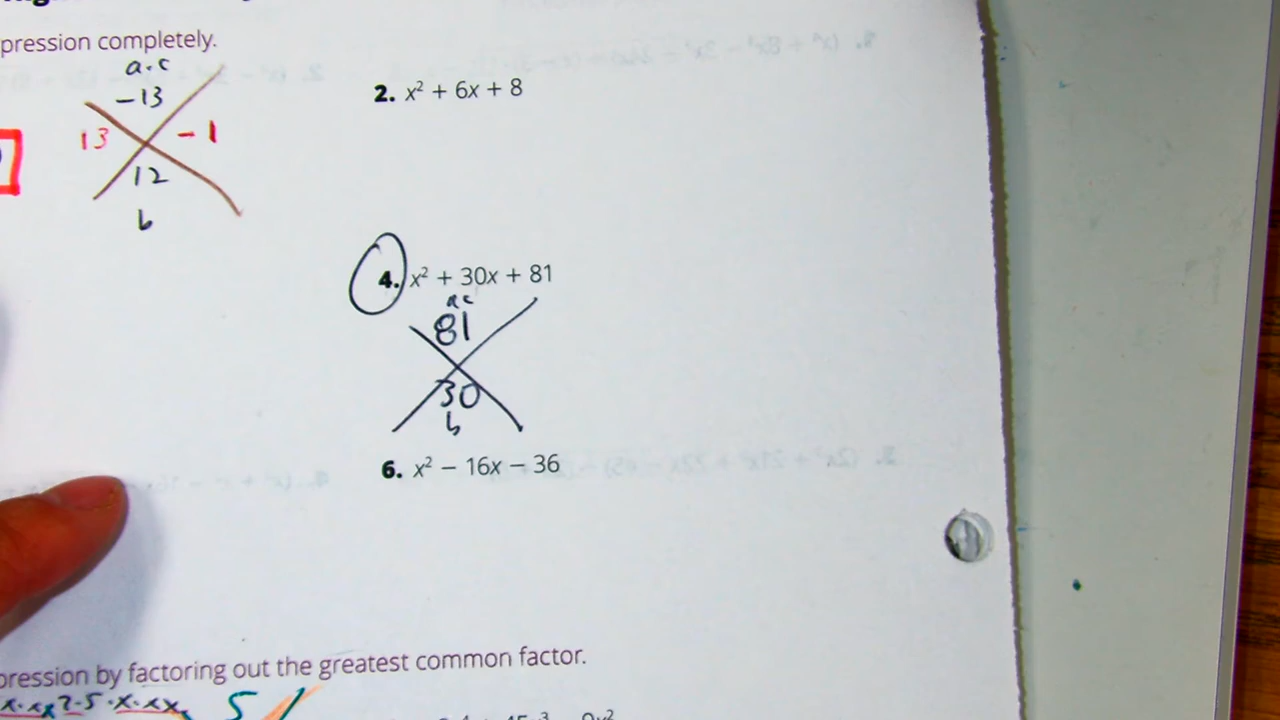 pression completely.
a.c
-13
13 -1
12
b
2. x² + 6x + 8
4. x² + 30x + 81
ac
81
30
b
6. x² – 16x – 36
pression by factoring out the greatest common factor.
5